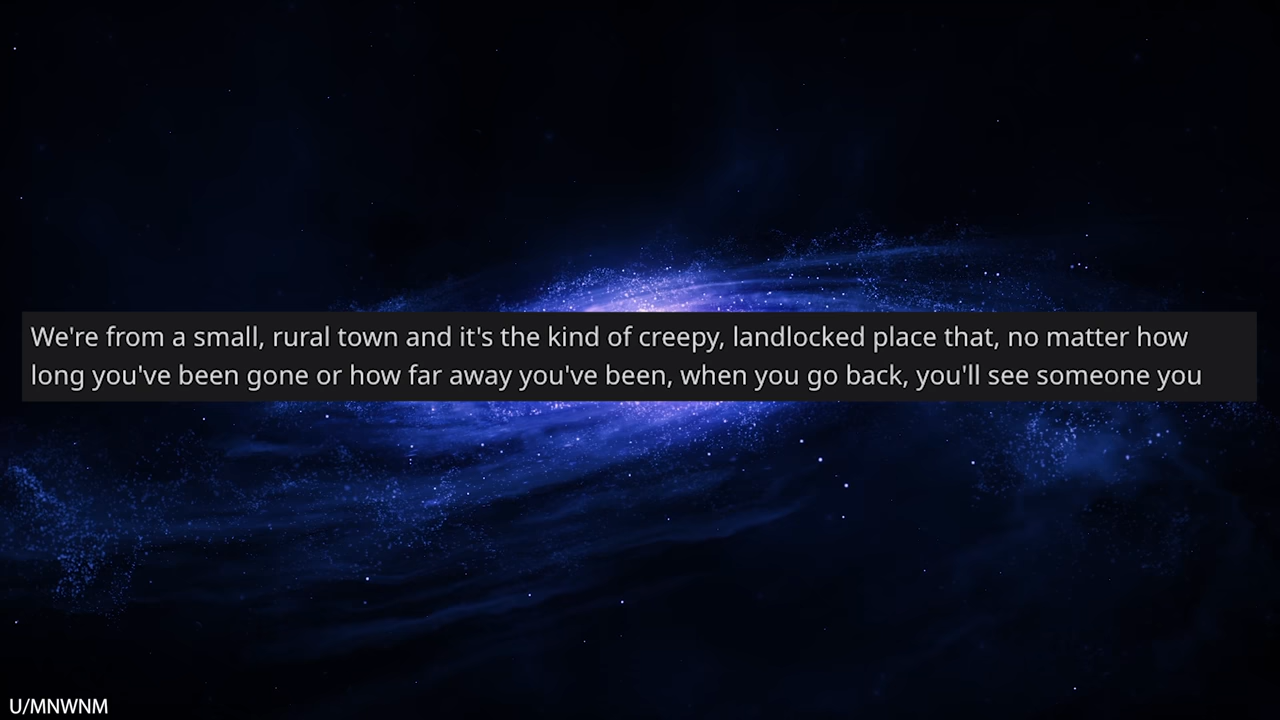 We're from a small, rural town and it's the kind of creepy, landlocked place that, no matter how
long you've been gone or how far away you've been, when you go back, you'll see someone you
U/MNWNM